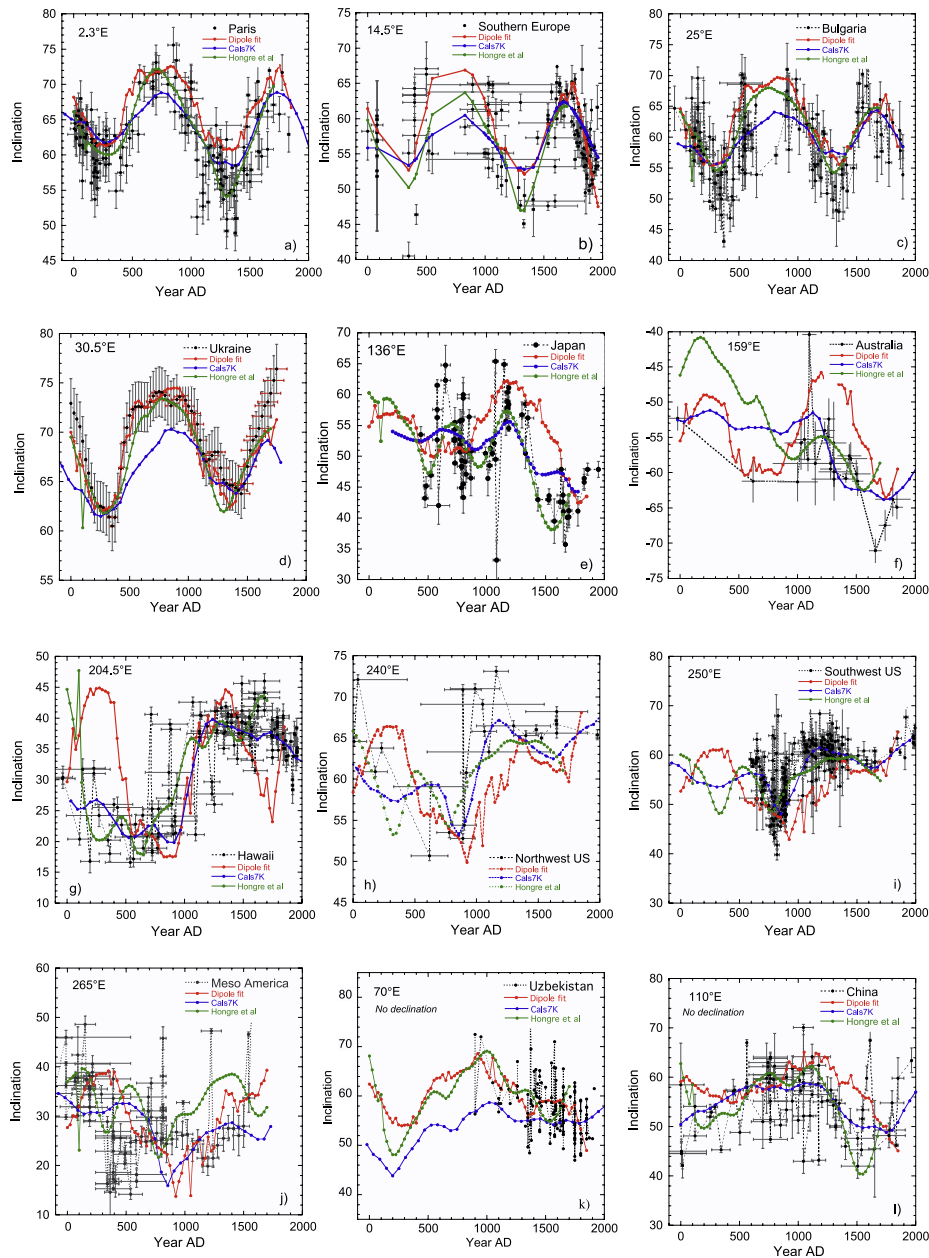 2.3°E
Paris
Dipole fit
Cals7K
Hongre et al
Inclination
80
75
70
65
60
55
50
45
0 500 1000 1500 2000
Year AD
a)
14.5°E
Southern Europe
Dipole fit
Cals7K
Hongre et al
Inclination
75
70
65
60
55
50
45
40
0 500 1000 1500 2000
Year AD
b)
25°E
Bulgaria
Dipole fit
Cals7K
Hongre et al
Inclination
80
75
70
65
60
55
50
45
40
0 500 1000 1500 2000
Year AD
c)
30.5°E
Ukraine
Dipole fit
Cals7K
Hongre et al
Inclination
80
75
70
65
60
55
0 500 1000 1500 2000
Year AD
d)
136°E
Japan
Dipole fit
Cals7K
Hongre et al
Inclination
70
65
60
55
50
45
40
35
30
0 500 1000 1500 2000
Year AD
e)
159°E
Australia
Dipole fit
Cals7K
Hongre et al
Inclination
-40
-45
-50
-55
-60
-65
-70
-75
0 500 1000 1500 2000
Year AD
f)
204.5°E
Hawaii
Dipole fit
Cals7K
Hongre et al
Inclination
50
45
40
35
30
25
20
15
10
0 500 1000 1500 2000
Year AD
g)
240°E
Northwest US
Dipole fit
Cals7K
Hongre et al
Inclination
75
70
65
60
55
50
45
0 500 1000 1500 2000
Year AD
h)
250°E
Southwest US
Dipole fit
Cals7K
Hongre et al
Inclination
80
70
60
50
40
30
0 500 1000 1500 2000
Year AD
i)
265°E
Meso America
Dipole fit
Cals7K
Hongre et al
Inclination
60
50
40
30
20
10
0 500 1000 1500 2000
Year AD
j)
70°E
No declination
Uzbekistan
Dipole fit
Cals7K
Hongre et al
Inclination
80
70
60
50
40
0 500 1000 1500 2000
Year AD
k)
110°E
No declination
China
Dipole fit
Cals7K
Hongre et al
Inclination
80
70
60
50
40
30
0 500 1000 1500 2000
Year AD
l)